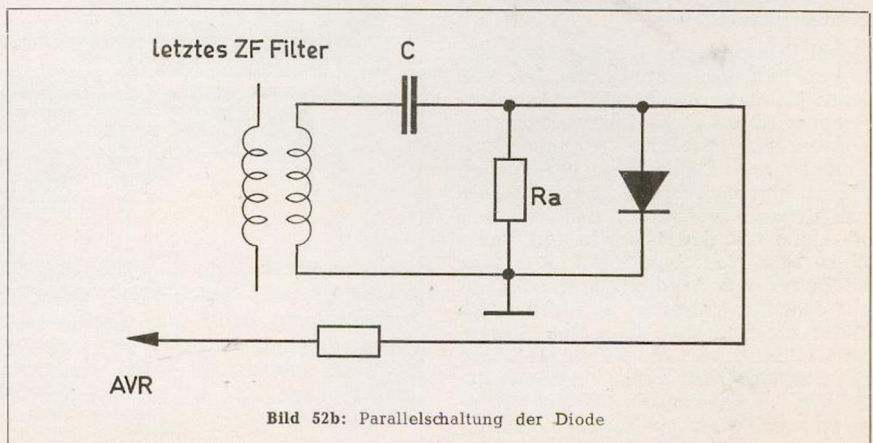 letztes ZF Filter
C
Ra
AVR
Bild 52b: Parallelschaltung der Diode